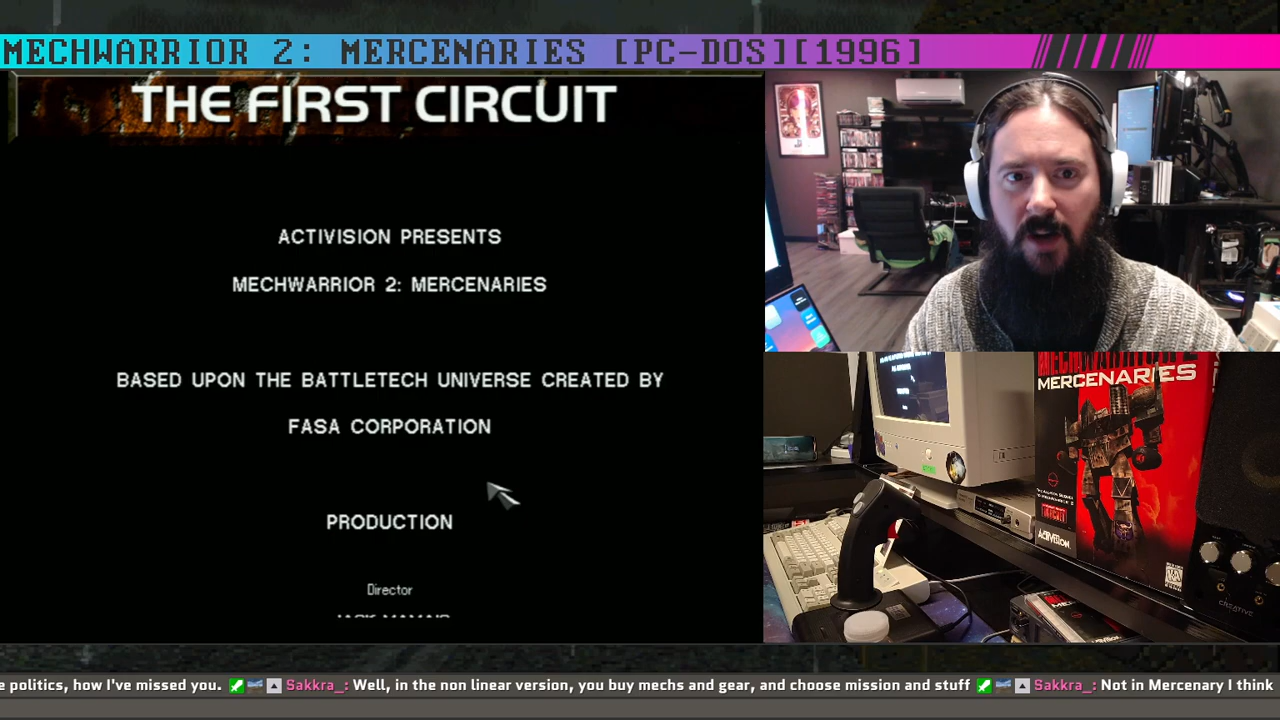 MECHWARRIOR 2: MERCENARIES [PC-DOS][1996]
THE FIRST CIRCUIT
ACTIVISION PRESENTS
MECHWARRIOR 2: MERCENARIES
BASED UPON THE BATTLETECH UNIVERSE CREATED BY
FASA CORPORATION
PRODUCTION
Director
MERCENARIES
ACTIVISION
CREATIVE
e politics, how I've missed you. Sakkra_: Well, in the non linear version, you buy mechs and gear, and choose mission and stuff Sakkra_: Not in Mercenary I think